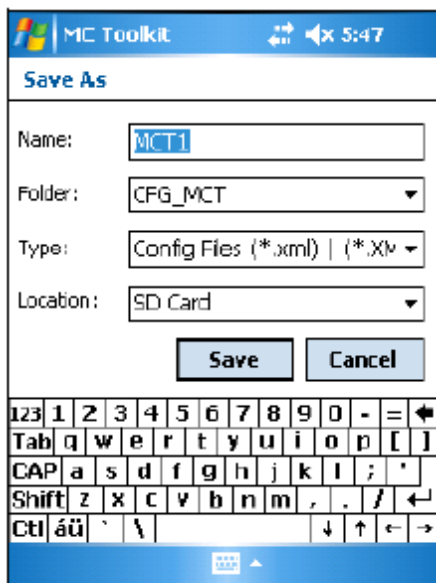 MC Toolkit 5:47
Save As
Name: MCT1
Folder: CFG_MCT
Type: Config Files (*.xml) | (*.XM
Location: SD Card
Save Cancel
123 1 2 3 4 5 6 7 8 9 0 - =
Tab q w e r t y u i o p [ ]
CAP a s d f g h j k l ; '
Shift z x c v b n m , . /
Ctl áü ` \